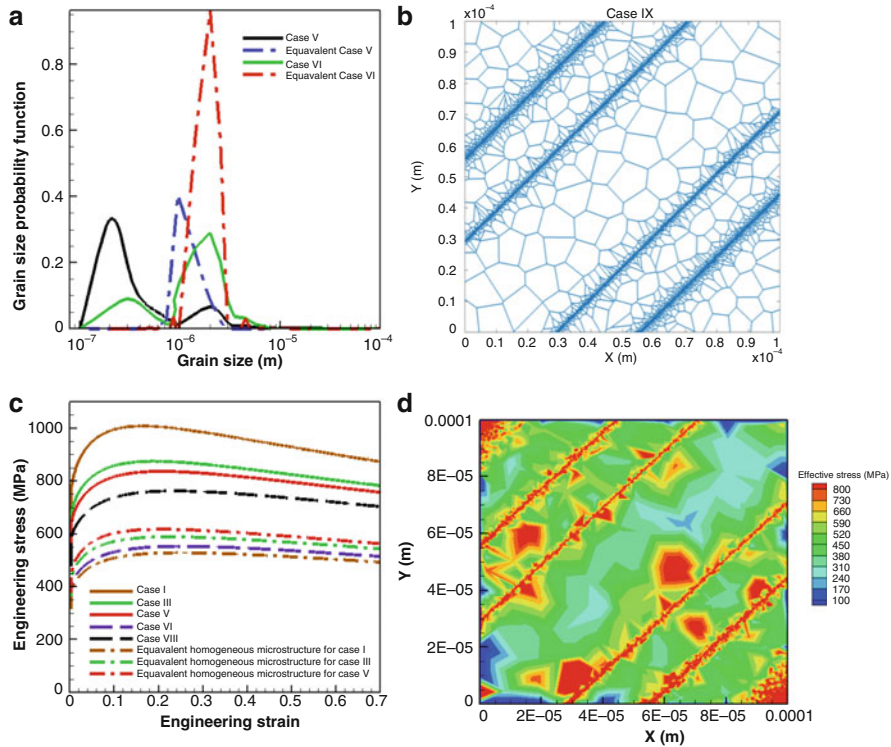 a
Case V
Equavalent Case V
Case VI
Equavalent Case VI
Grain size probability function
0.8
0.6
0.4
0.2
0
10⁻⁷
10⁻⁶
10⁻⁵
10⁻⁴
Grain size (m)
b
Case IX
x10⁻⁴
1
0.9
0.8
0.7
0.6
0.5
0.4
0.3
0.2
0.1
0
Y (m)
0 0.1 0.2 0.3 0.4 0.5 0.6 0.7 0.8 0.9 1
X (m)
x10⁻⁴
c
Engineering stress (MPa)
1000
800
600
400
200
0
Case I
Case III
Case V
Case VI
Case VIII
Equavalent homogeneous microstructure for case I
Equavalent homogeneous microstructure for case III
Equavalent homogeneous microstructure for case V
0 0.1 0.2 0.3 0.4 0.5 0.6 0.7
Engineering strain
d
0.0001
8E-05
6E-05
4E-05
2E-05
0
Y (m)
0 2E-05 4E-05 6E-05 8E-05 0.0001
X (m)
Effective stress (MPa)
800
730
660
590
520
450
380
310
240
170
100